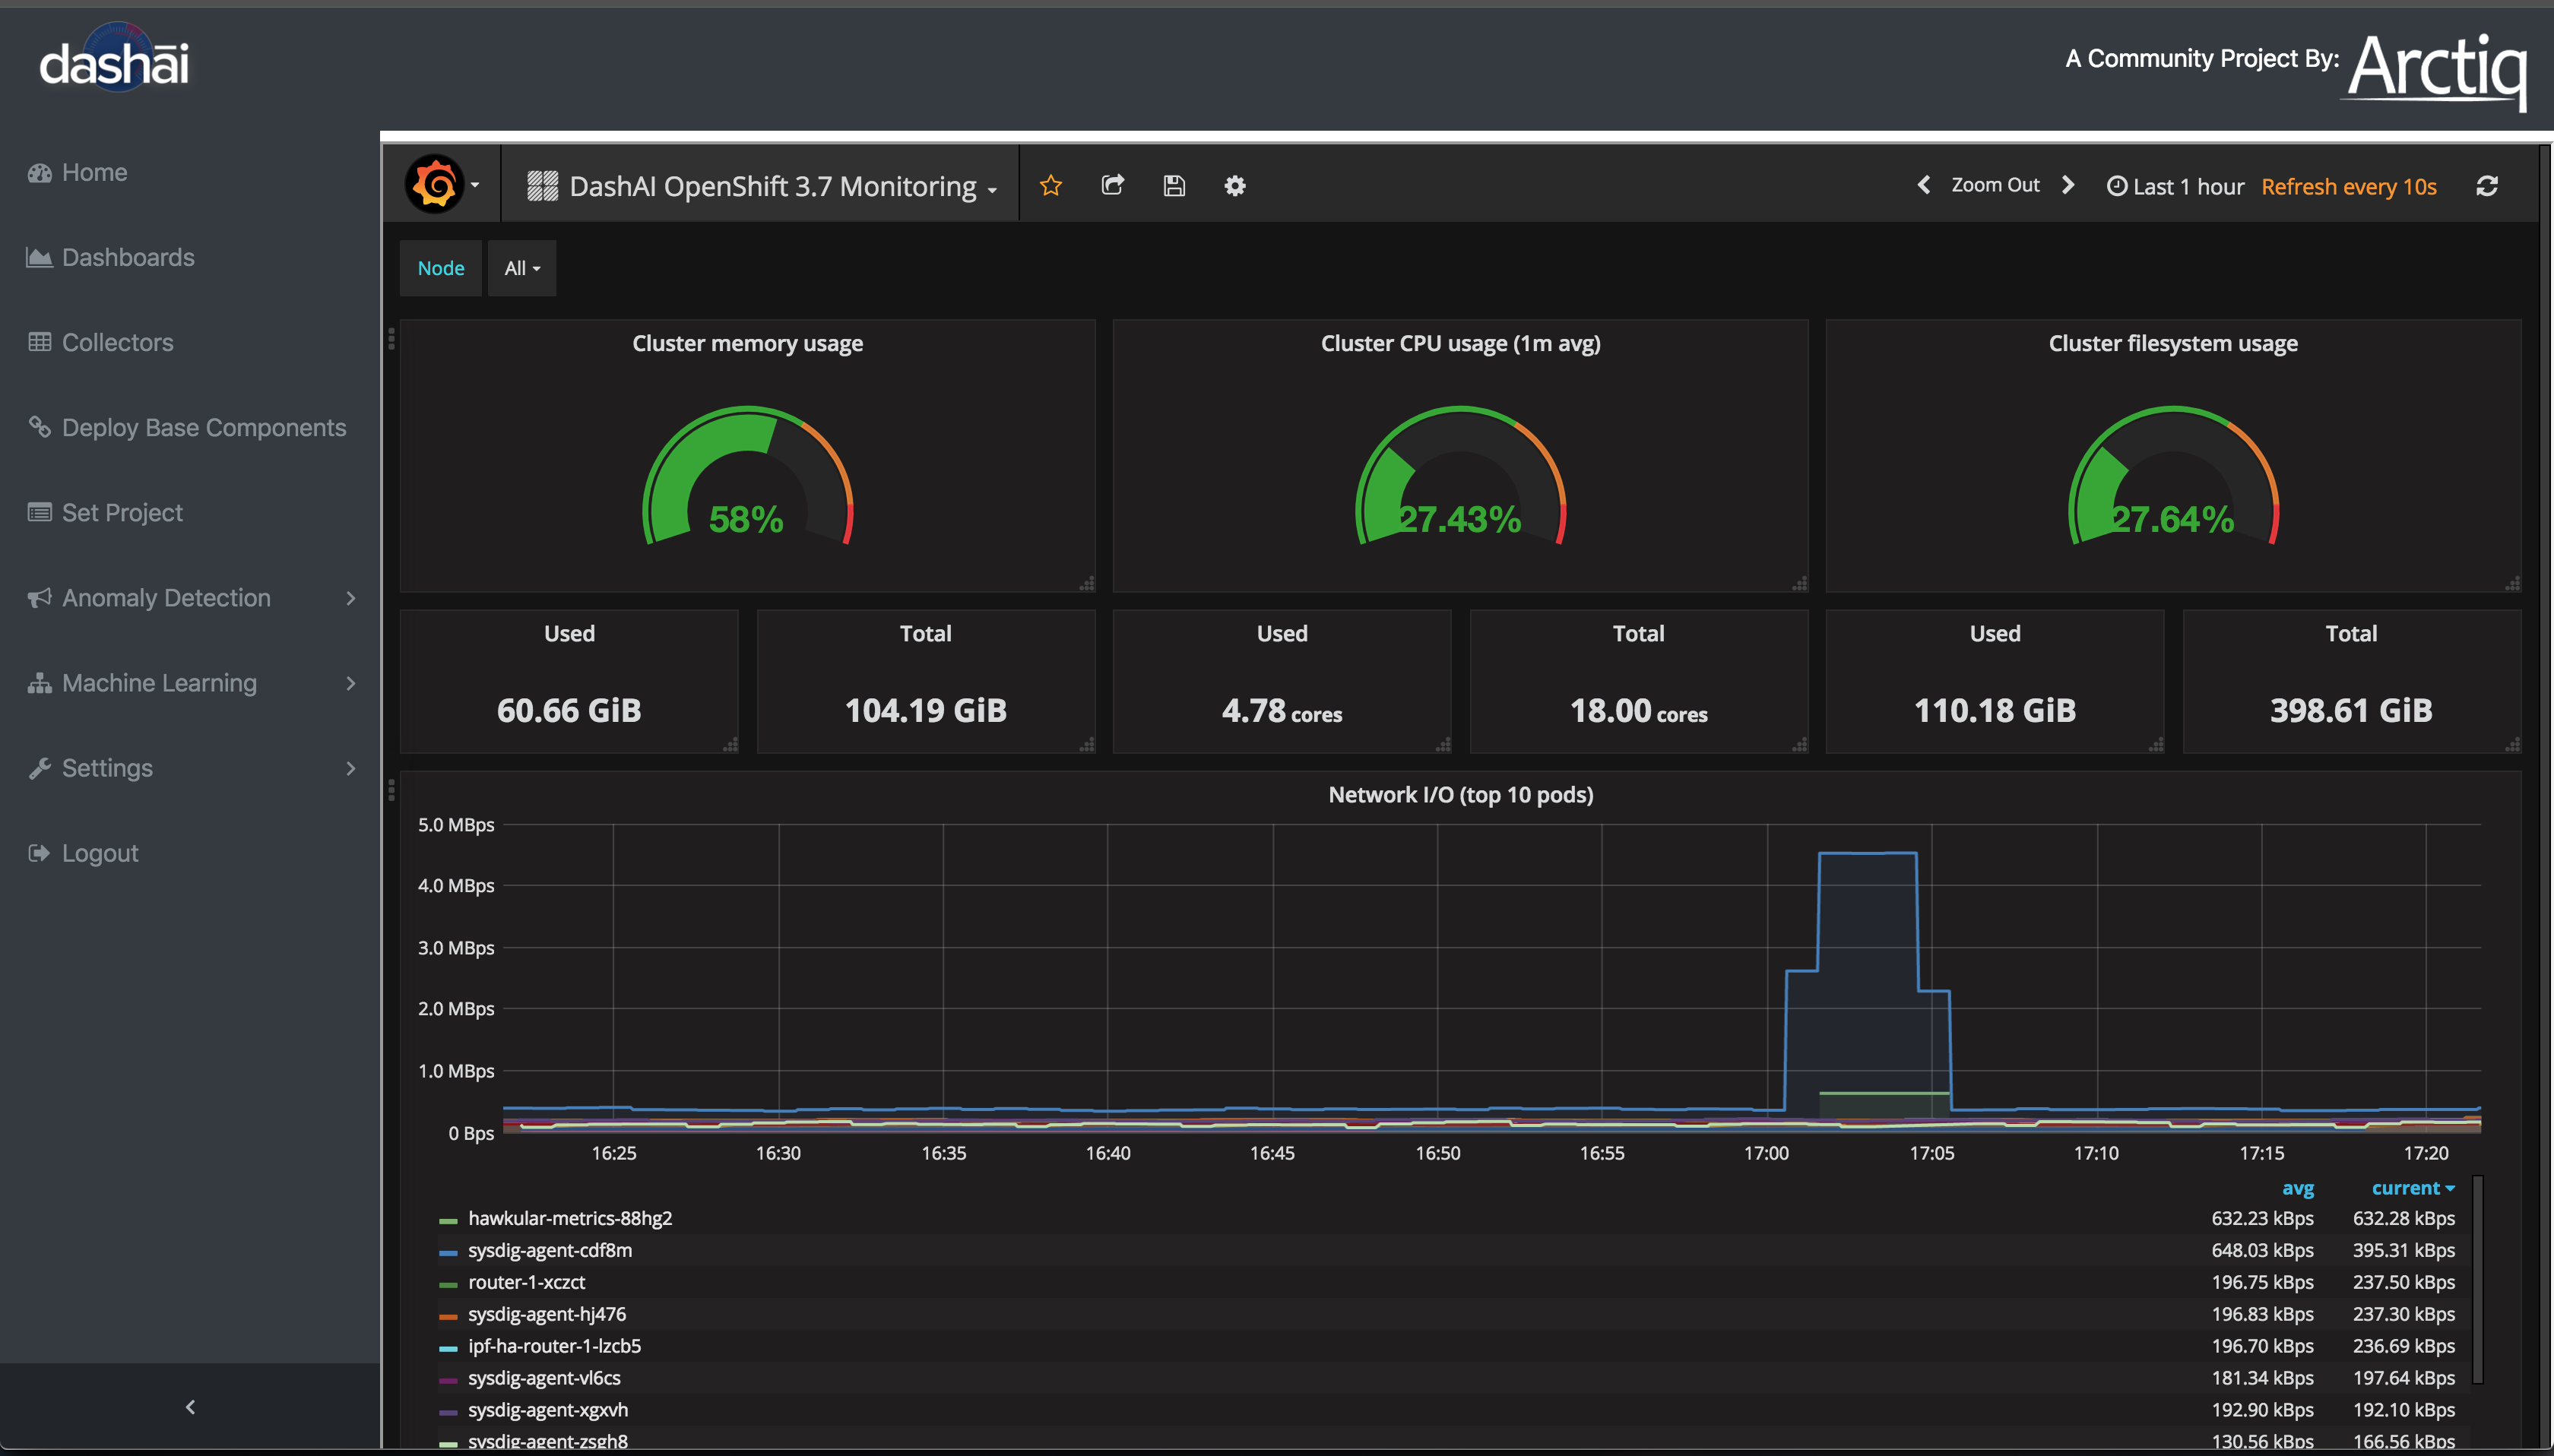 dashāi
A Community Project By: Arctiq
Home
Dashboards
Collectors
Deploy Base Components
Set Project
Anomaly Detection
Machine Learning
Settings
Logout
DashAI OpenShift 3.7 Monitoring
Zoom Out
Last 1 hour
Refresh every 10s
Node
All
Cluster memory usage
58%
Cluster CPU usage (1m avg)
27.43%
Cluster filesystem usage
27.64%
Used
60.66 GiB
Total
104.19 GiB
Used
4.78 cores
Total
18.00 cores
Used
110.18 GiB
Total
398.61 GiB
Network I/O (top 10 pods)
5.0 MBps
4.0 MBps
3.0 MBps
2.0 MBps
1.0 MBps
0 Bps
16:25 16:30 16:35 16:40 16:45 16:50 16:55 17:00 17:05 17:10 17:15 17:20
avg current
hawkular-metrics-88hg2 632.23 kBps 632.28 kBps
sysdig-agent-cdf8m 648.03 kBps 395.31 kBps
router-1-xczct 196.75 kBps 237.50 kBps
sysdig-agent-hj476 196.83 kBps 237.30 kBps
ipf-ha-router-1-lzcb5 196.70 kBps 236.69 kBps
sysdig-agent-vl6cs 181.34 kBps 197.64 kBps
sysdig-agent-xgxvh 192.90 kBps 192.10 kBps
sysdig-agent-zsgh8 130.56 kBps 166.56 kBps